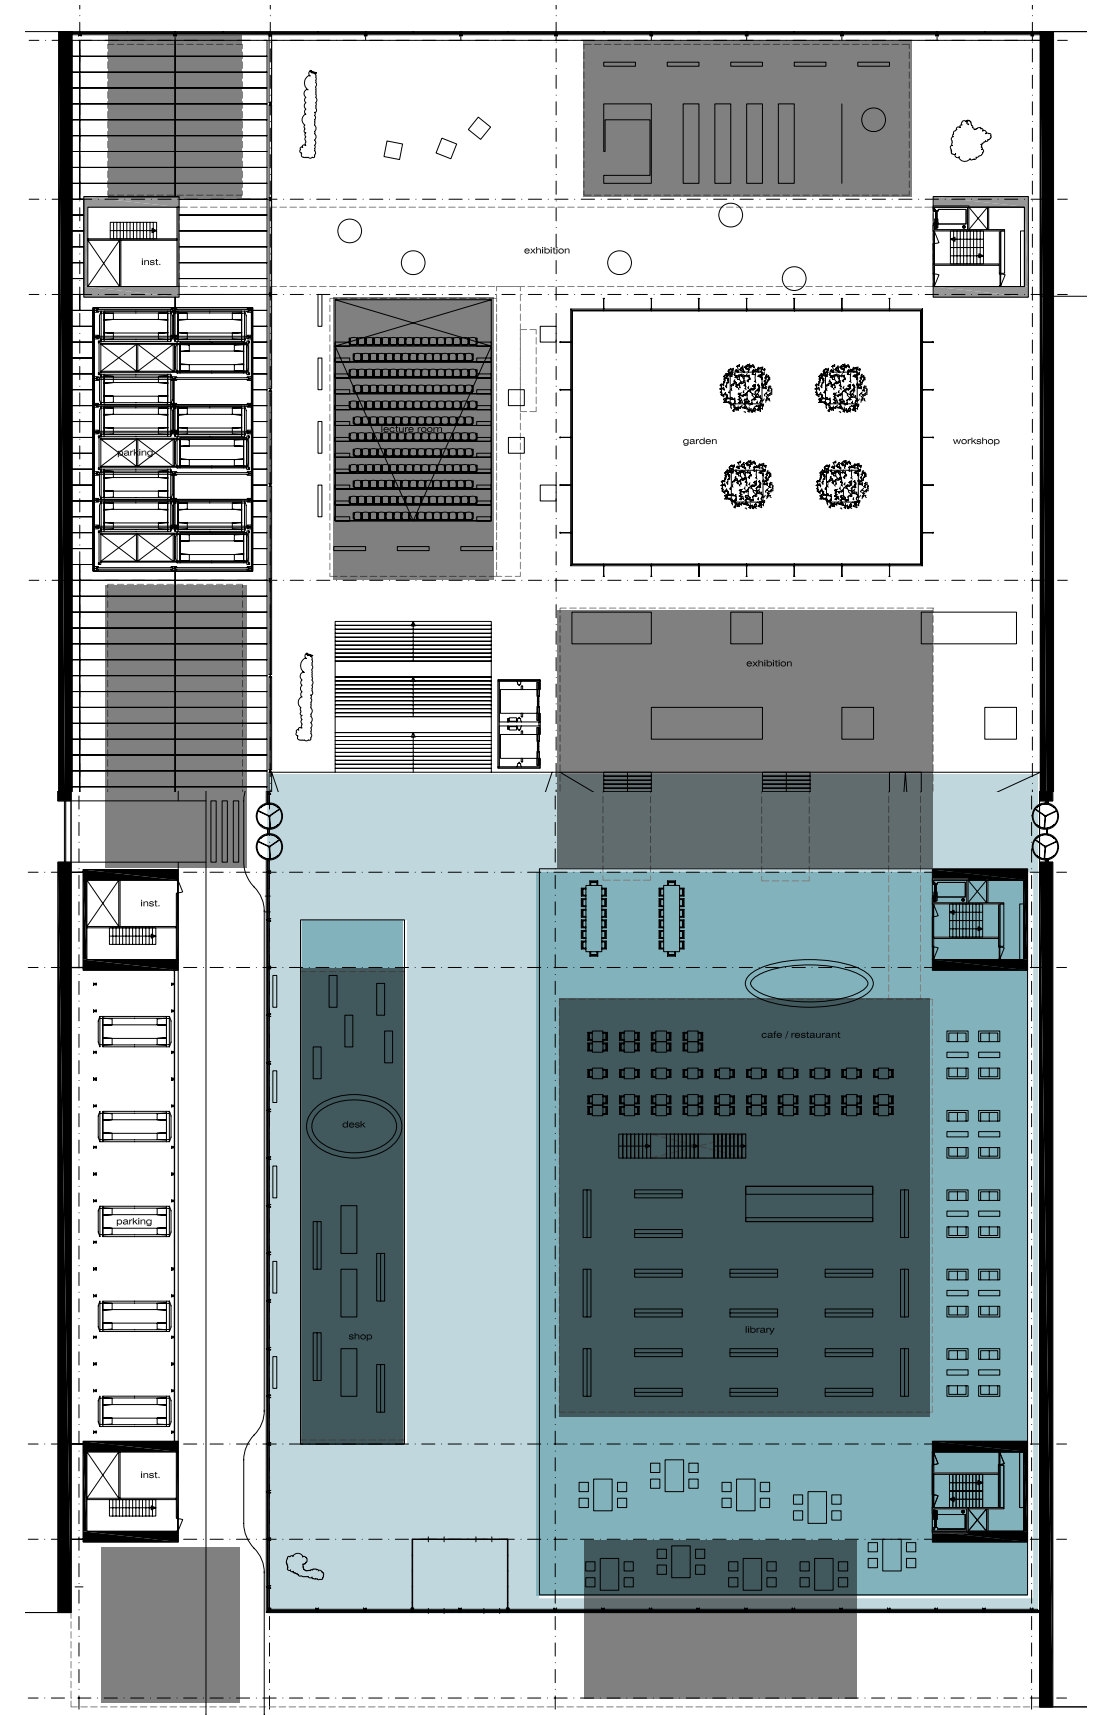 exhibition
inst.
lecture room
garden
workshop
parking
exhibition
inst.
cafe / restaurant
desk
parking
library
shop
inst.